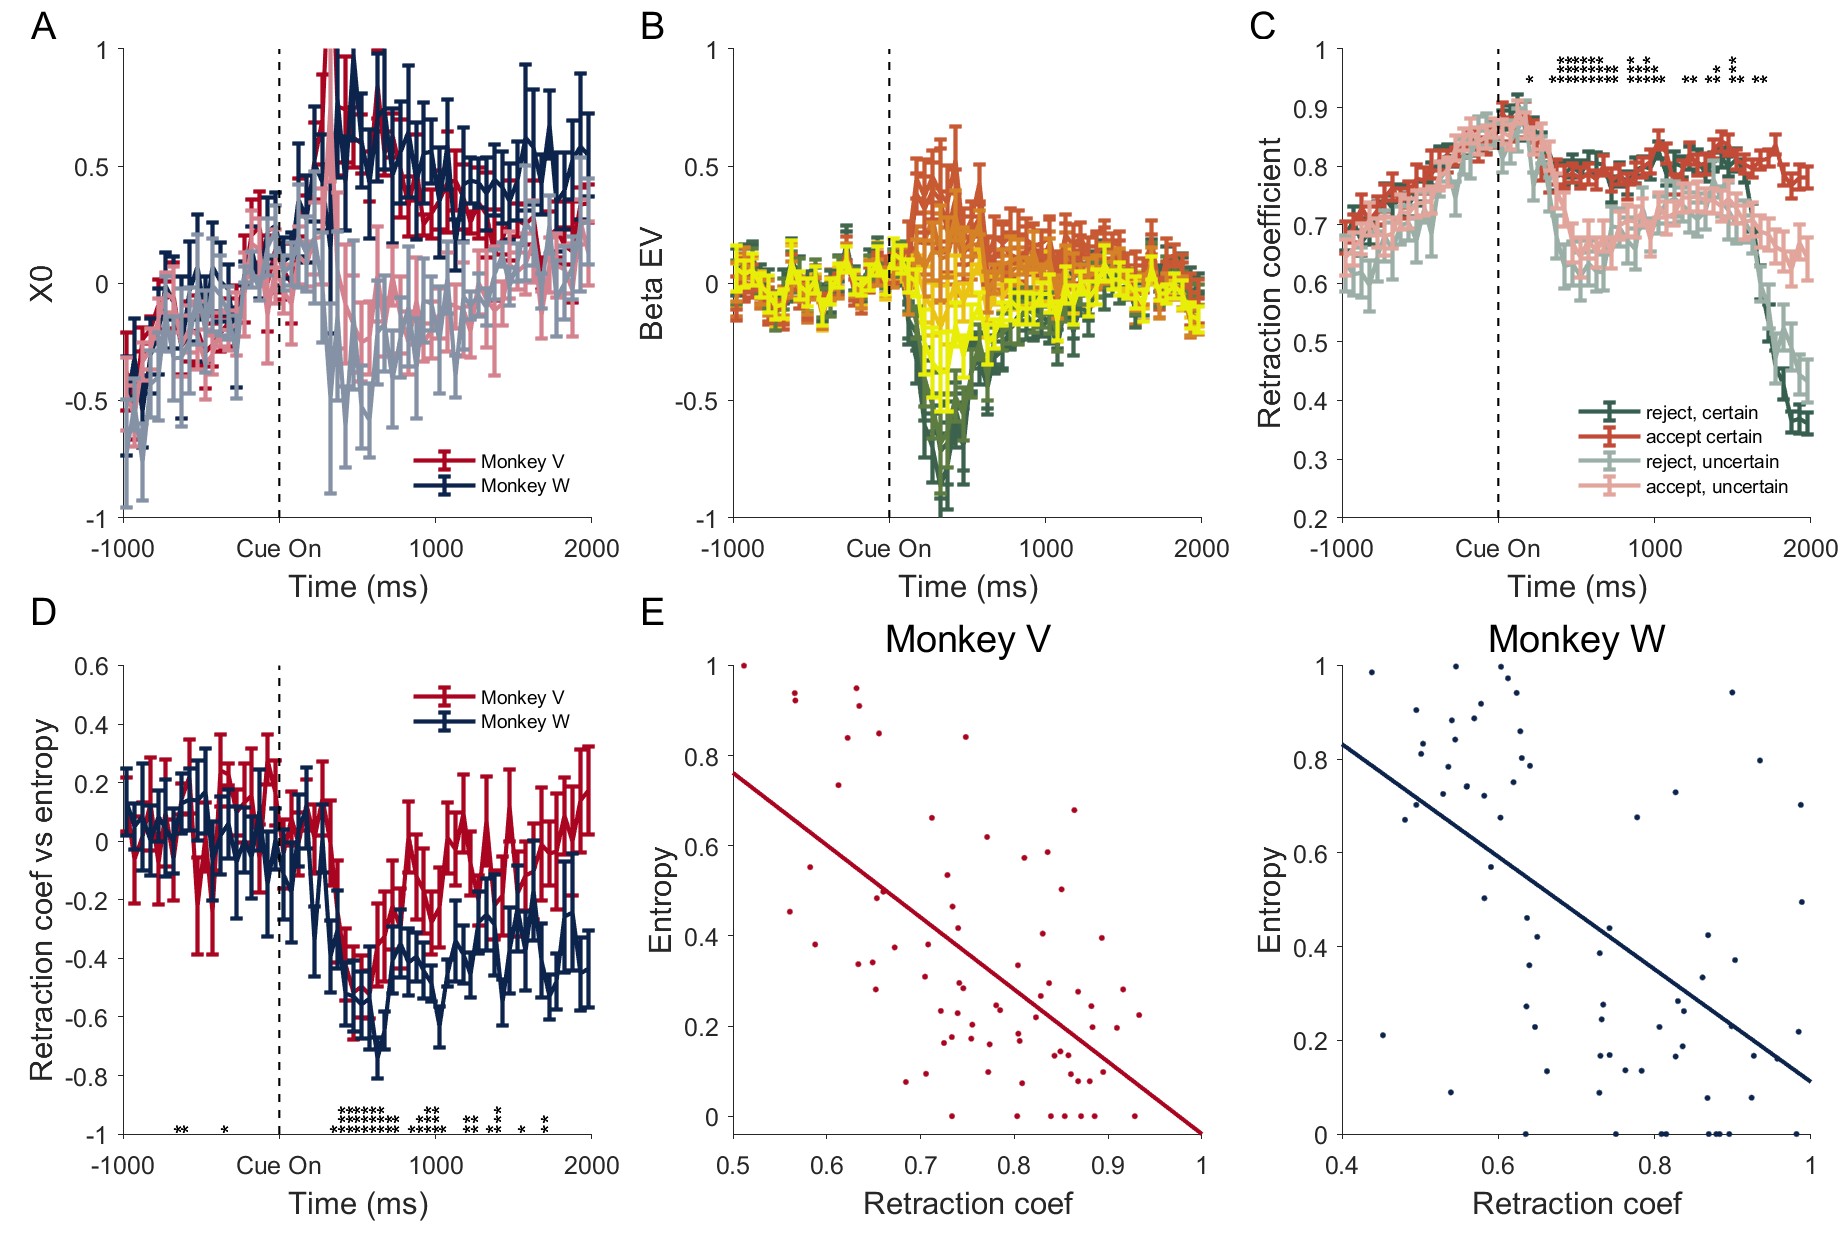 A
1
0.5
0
-0.5
-1
X0
-1000
Cue On
1000
2000
Time (ms)
Monkey V
Monkey W
B
1
0.5
0
-0.5
-1
Beta EV
-1000
Cue On
1000
2000
Time (ms)
C
1
0.9
0.8
0.7
0.6
0.5
0.4
0.3
0.2
Retraction coefficient
-1000
Cue On
1000
2000
Time (ms)
reject, certain
accept certain
reject, uncertain
accept, uncertain
D
0.6
0.4
0.2
0
-0.2
-0.4
-0.6
-0.8
-1
Retraction coef vs entropy
-1000
Cue On
1000
2000
Time (ms)
Monkey V
Monkey W
E
Monkey V
1
0.8
0.6
0.4
0.2
0
Entropy
0.5
0.6
0.7
0.8
0.9
1
Retraction coef
Monkey W
1
0.8
0.6
0.4
0.2
0
Entropy
0.4
0.6
0.8
1
Retraction coef